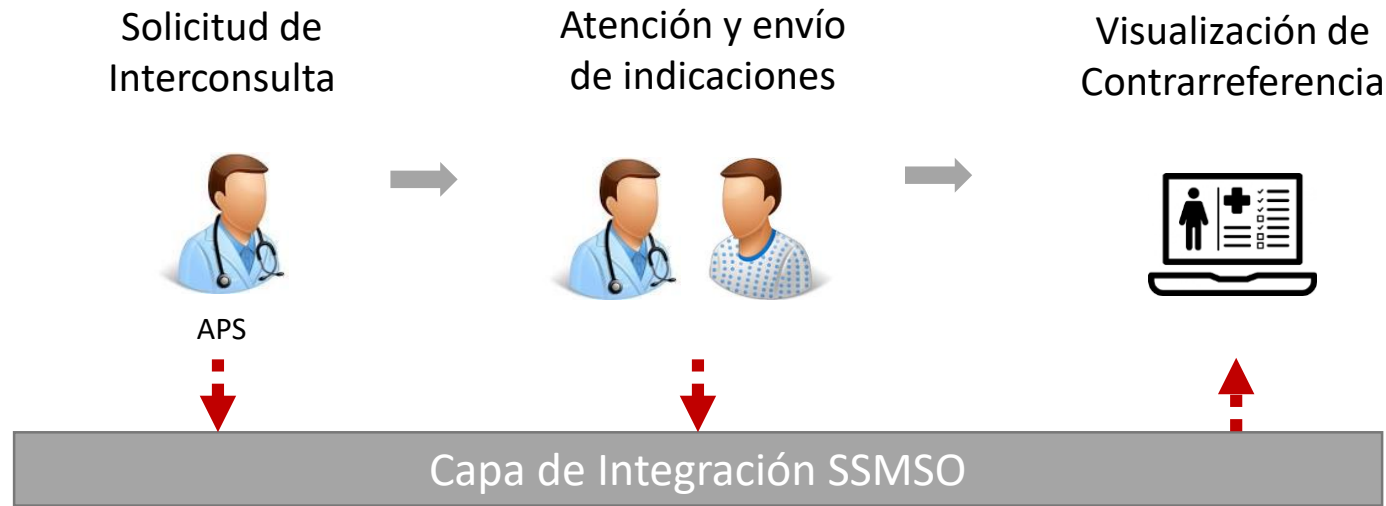 Solicitud de
Interconsulta
Atención y envío
de indicaciones
Visualización de
Contrarreferencia
APS
Capa de Integración SSMSO